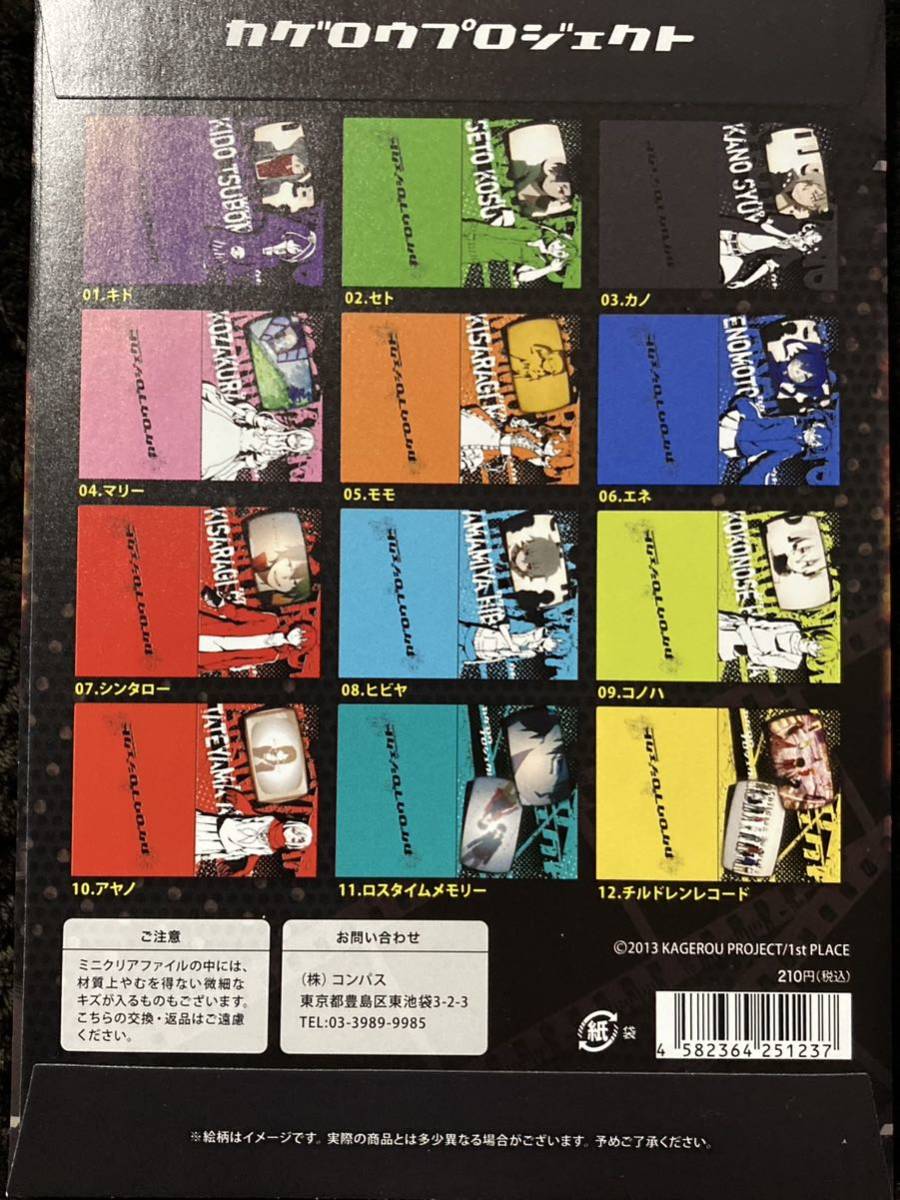 カゲロウプロジェクト
KIDO TSUBOM
SETO KOSU
KANO SYUU
01.キド
02.セト
03.カノ
KOZAKURA
KISARAGI
ENOMOTO
04.マリー
05.モモ
06.エネ
KISARAGI
AMAMIYA HIB
KOKONOSE
07.シンタロー
08.ヒビヤ
09.コノハ
TATEYAMA
10.アヤノ
11.ロスタイムメモリー
12.チルドレンレコード
ご注意
ミニクリアファイルの中には、
材質上やむを得ない微細な
キズが入るものもございます。
こちらの交換・返品はご遠慮
ください。
お問い合わせ
(株) コンパス
東京都豊島区東池袋3-2-3
TEL:03-3989-9985
©2013 KAGEROU PROJECT/1st PLACE
210円(税込)
紙 袋
4 582364 251237
※絵柄はイメージです。実際の商品とは多少異なる場合がございます。予めご了承ください。